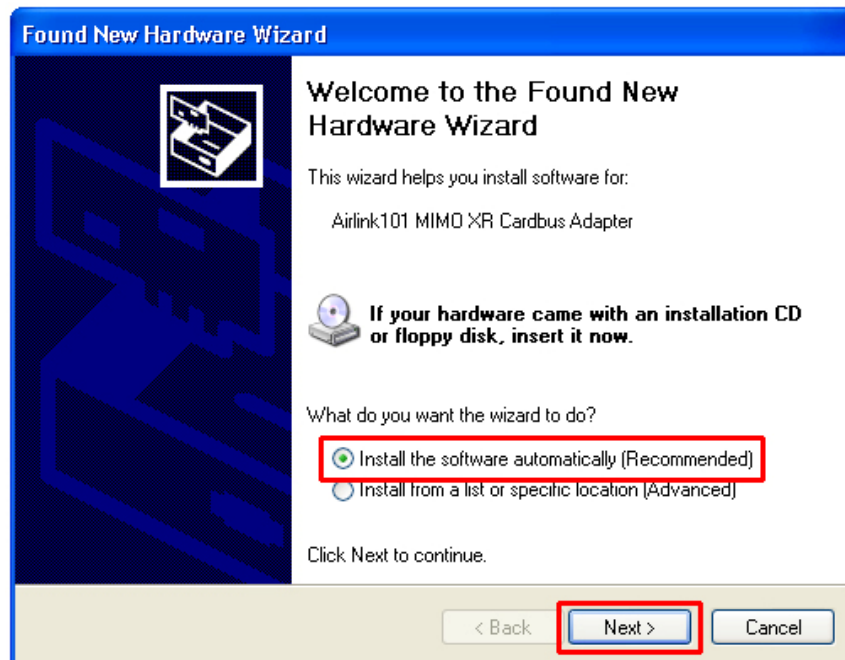 Found New Hardware Wizard
Welcome to the Found New
Hardware Wizard
This wizard helps you install software for:
Airlink101 MIMO XR Cardbus Adapter
If your hardware came with an installation CD
or floppy disk, insert it now.
What do you want the wizard to do?
Install the software automatically (Recommended)
Install from a list or specific location (Advanced)
Click Next to continue.
< Back Next > Cancel